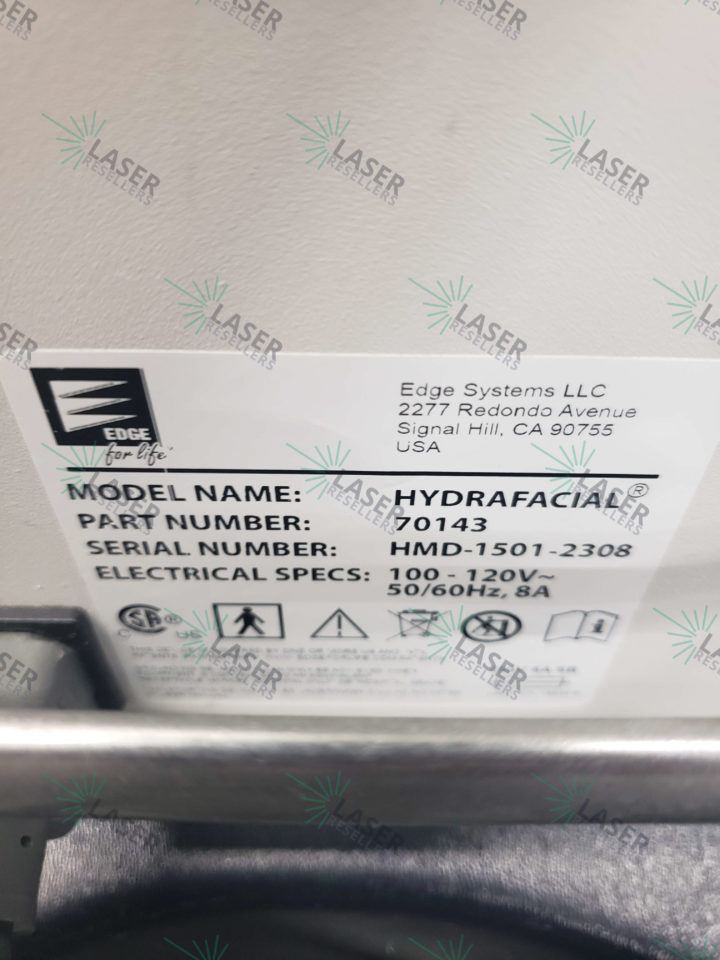 LASER RESELLERS
EDGE
for life™
Edge Systems LLC
2277 Redondo Avenue
Signal Hill, CA 90755
USA
MODEL NAME: HYDRAFACIAL®
PART NUMBER: 70143
SERIAL NUMBER: HMD-1501-2308
ELECTRICAL SPECS: 100 - 120V~
50/60Hz, 8A